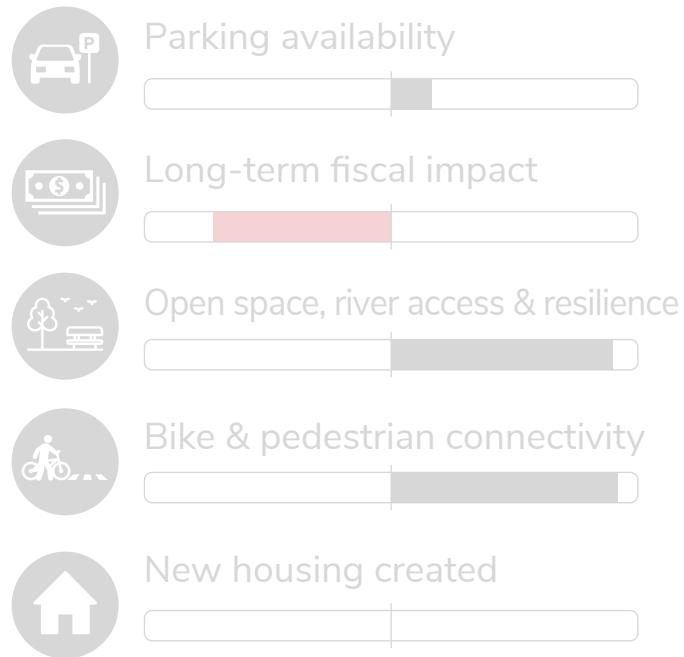 P
Parking availability
$
Long-term fiscal impact
Open space, river access & resilience
Bike & pedestrian connectivity
New housing created